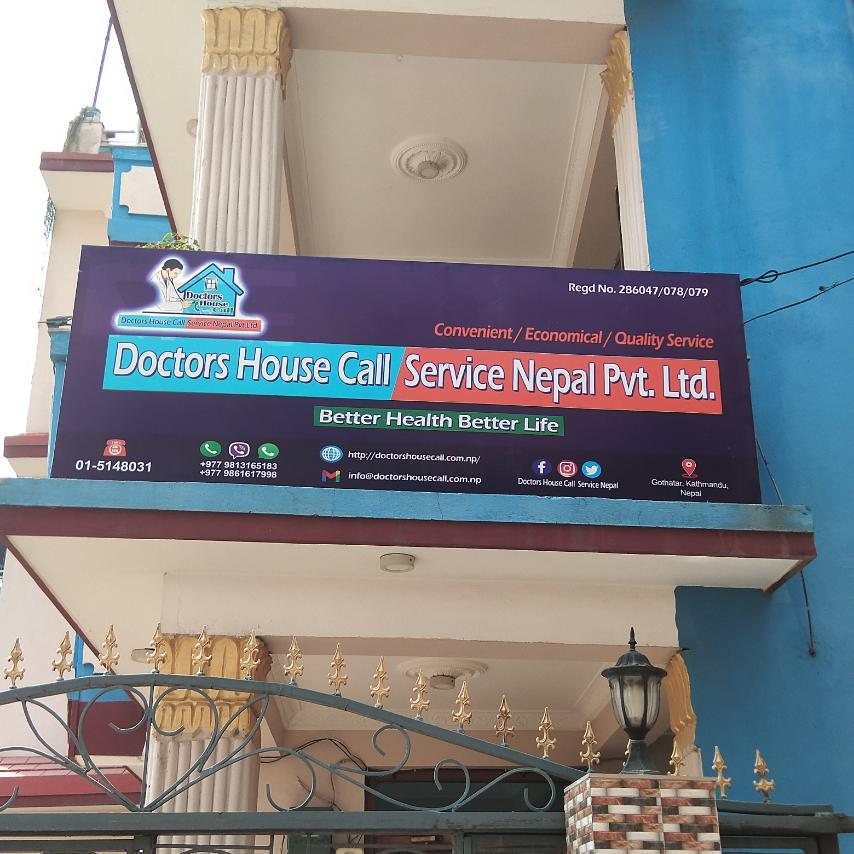 Regd No. 286047/078/079
Doctors
House
Call
Doctors House Call Service Nepal Pvt. Ltd.
Convenient / Economical / Quality Service
Doctors House Call Service Nepal Pvt. Ltd.
Better Health Better Life
01-5148031
+977 9813165183
+977 9861617998
http://doctorshousecall.com.np/
info@doctorshousecall.com.np
Doctors House Call Service Nepal
Gothatar, Kathmandu,
Nepal